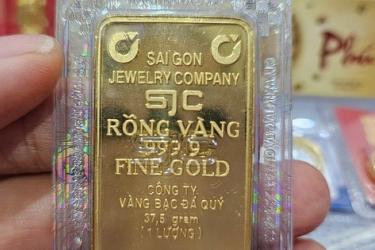 SAIGON
JEWELRY COMPANY
SJC
RỒNG VÀNG
999.9
FINE GOLD
CÔNG TY
VÀNG BẠC ĐÁ QUÝ
37,5 gram
(1 LƯỢNG)